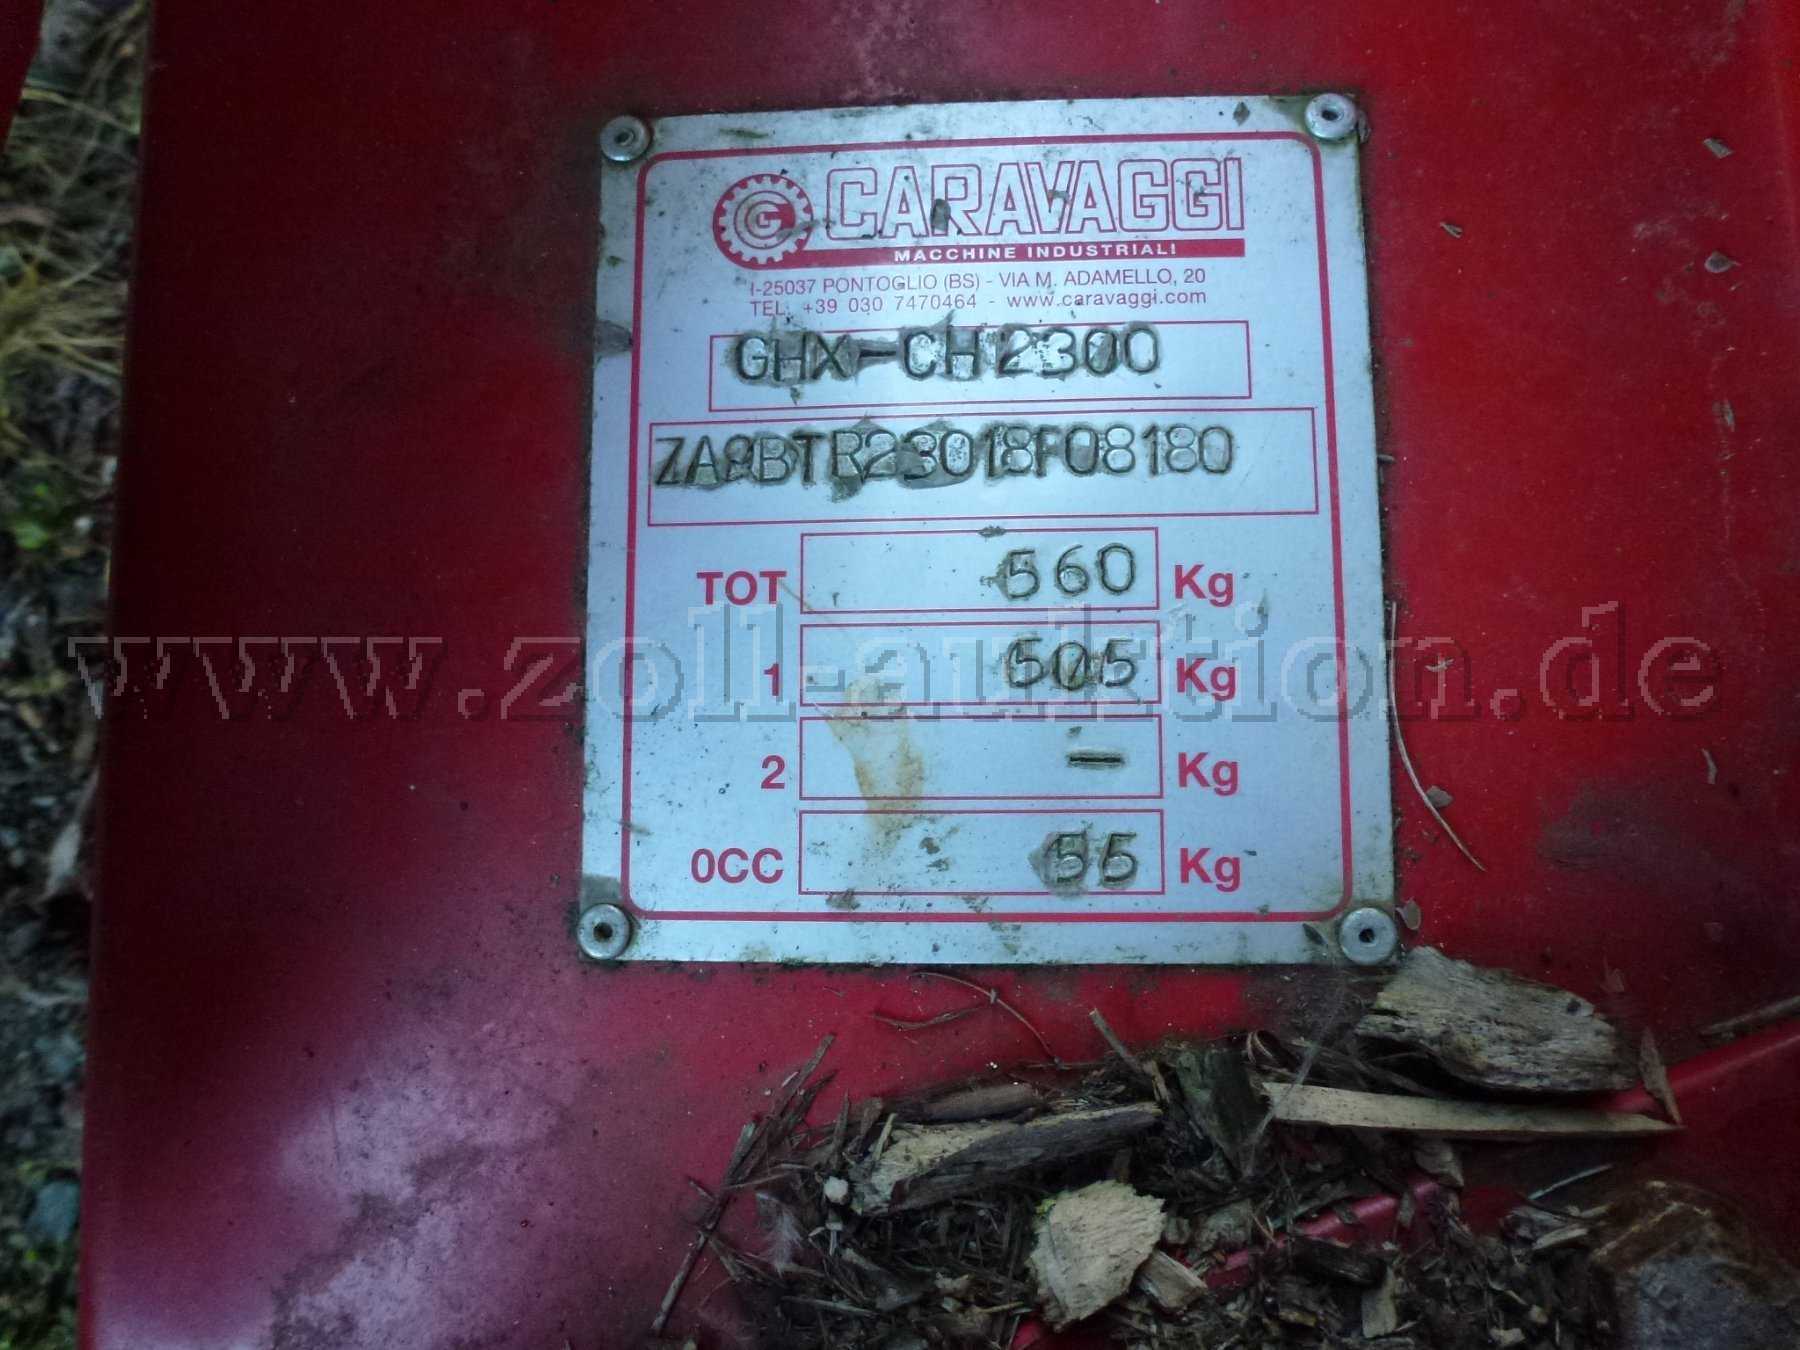 CARAVAGGI
MACCHINE INDUSTRIALI
I-25037 PONTOGLIO (BS) - VIA M. ADAMELLO, 20
TEL. +39 030 7470464 - www.caravaggi.com
GHX-CH2300
ZA9BTR23018F08180
TOT 560 Kg
1 505 Kg
2 - Kg
0CC 55 Kg
www.zoll-auktion.de